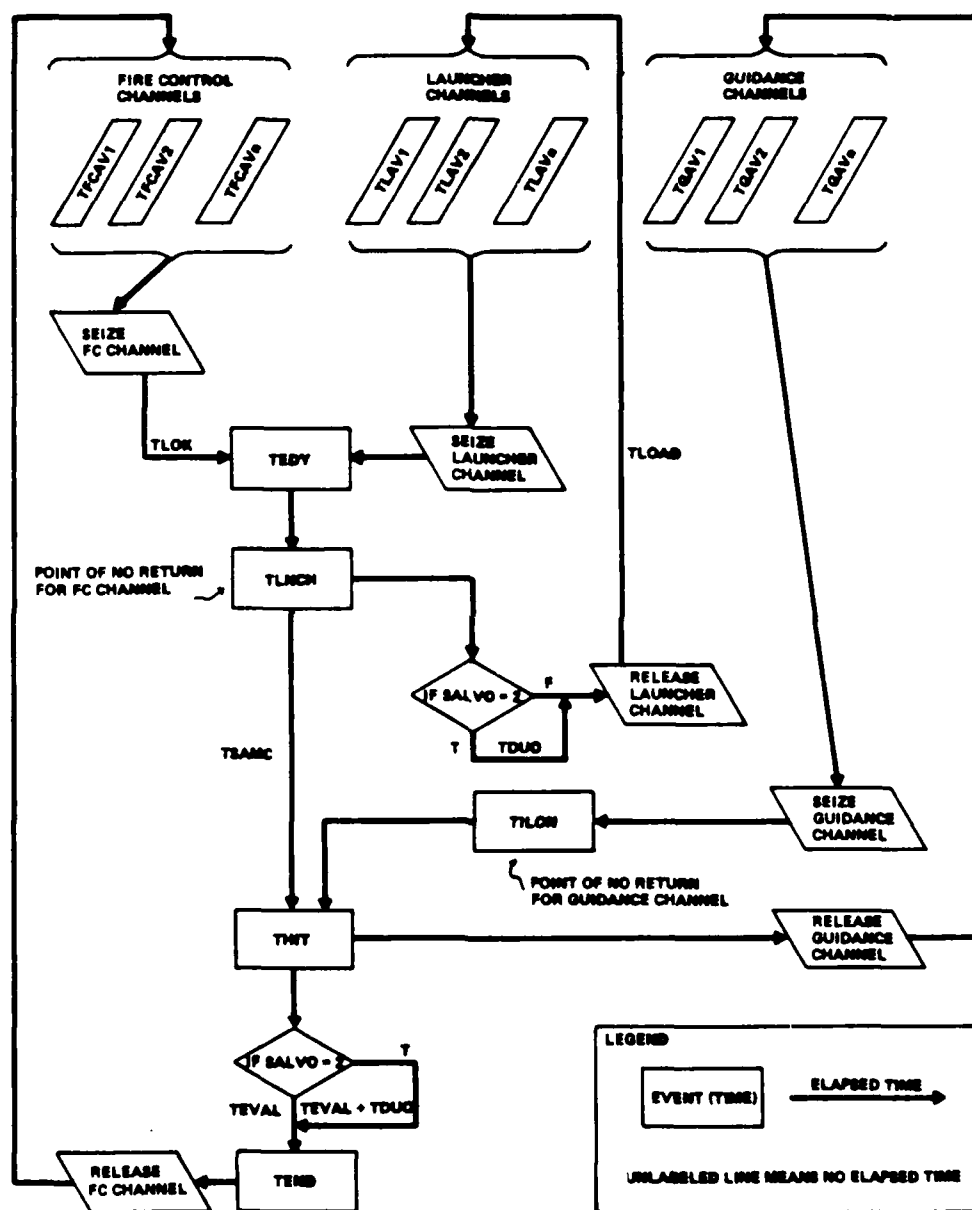 FIRE CONTROL
CHANNELS
LAUNCHER
CHANNELS
GUIDANCE
CHANNELS
TFCAV1
TFCAV2
TFCAVn
TLAV1
TLAV2
TLAVn
TGAV1
TGAV2
TGAVn
SEIZE
FC CHANNEL
TLOK
TEDY
SEIZE
LAUNCHER
CHANNEL
TLOAD
POINT OF NO RETURN
FOR FC CHANNEL
TLNCH
IF SALVO = 2
F
T
TDUO
RELEASE
LAUNCHER
CHANNEL
TSAMC
TILON
SEIZE
GUIDANCE
CHANNEL
POINT OF NO RETURN
FOR GUIDANCE CHANNEL
THIT
RELEASE
GUIDANCE
CHANNEL
IF SALVO = 2
T
TEVAL
TEVAL + TDUO
RELEASE
FC CHANNEL
TEND
LEGEND
EVENT (TIME)
ELAPSED TIME
UNLABELED LINE MEANS NO ELAPSED TIME